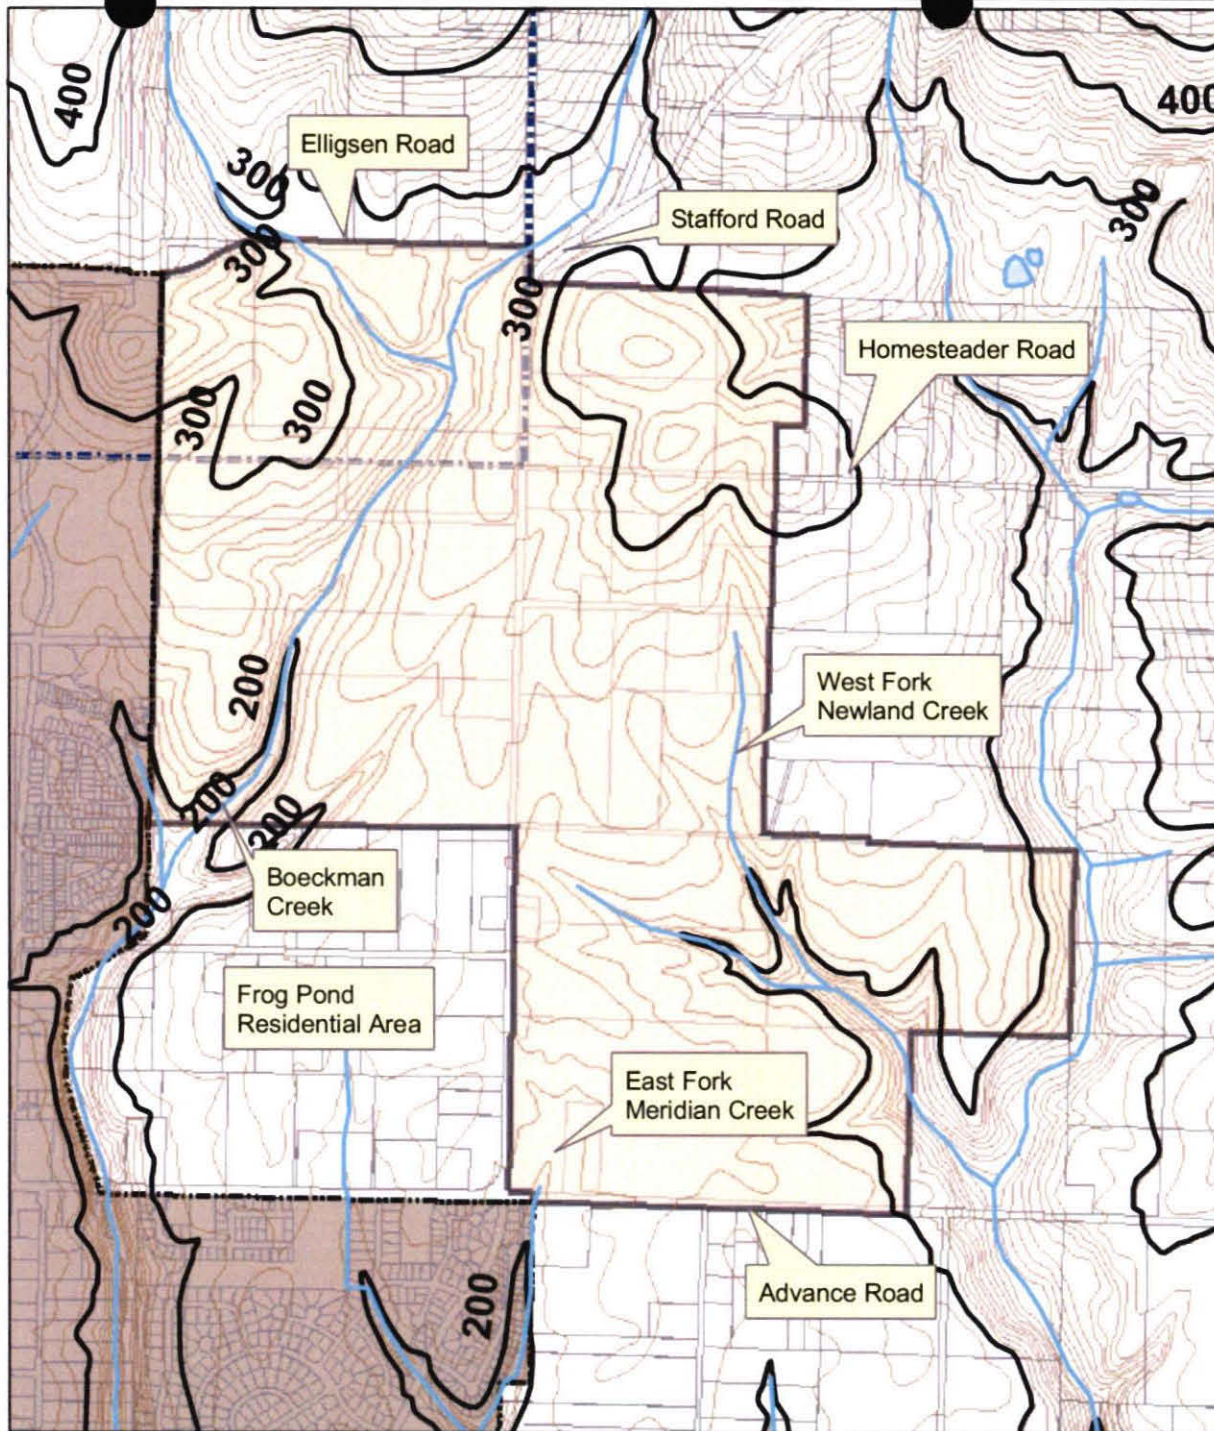 400
400
Elligsen Road
300
Stafford Road
300
300
300
Homesteader Road
300
300
200
West Fork
Newland Creek
200
200
Boeckman
Creek
200
Frog Pond
Residential Area
East Fork
Meridian Creek
200
Advance Road